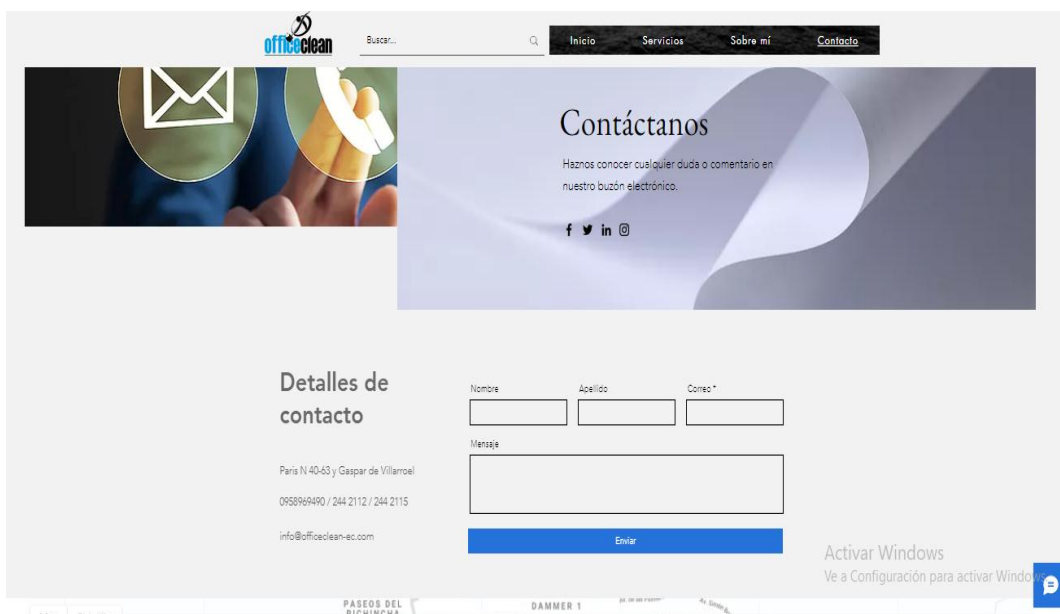 officeclean
Buscar...
Inicio
Servicios
Sobre mí
Contacto
Contáctanos
Haznos conocer cualquier duda o comentario en
nuestro buzón electrónico.
Detalles de
contacto
Paris N 40-63 y Gaspar de Villarroel
0958969490 / 244 2112 / 244 2115
info@officeclean-ec.com
Nombre
Apellido
Correo *
Mensaje
Enviar
Activar Windows
Ve a Configuración para activar Windows.
PASEOS DEL
PICHINCHA
DAMMER 1